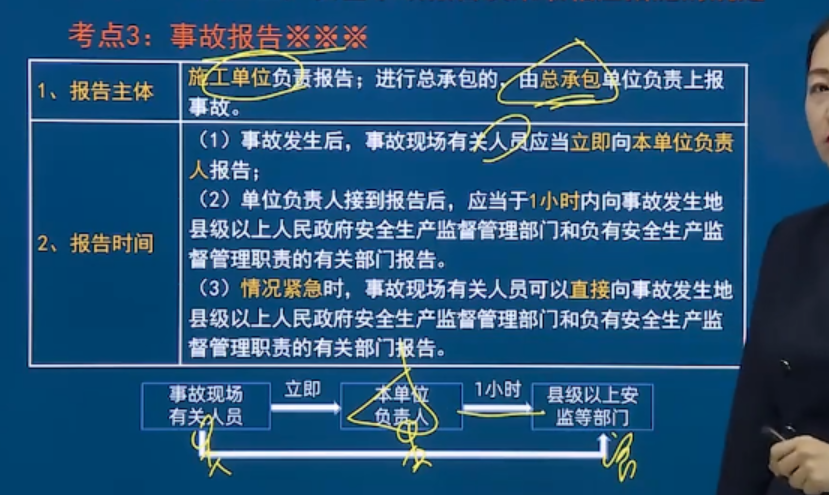 考点3：事故报告※※※
1、报告主体
施工单位负责报告；进行总承包的，由总承包单位负责上报
事故。
2、报告时间
（1）事故发生后，事故现场有关人员应当立即向本单位负责
人报告；
（2）单位负责人接到报告后，应当于1小时内向事故发生地
县级以上人民政府安全生产监督管理部门和负有安全生产监
督管理职责的有关部门报告。
（3）情况紧急时，事故现场有关人员可以直接向事故发生地
县级以上人民政府安全生产监督管理部门和负有安全生产监
督管理职责的有关部门报告。
事故现场
有关人员
立即
本单位
负责人
1小时
县级以上安
监等部门